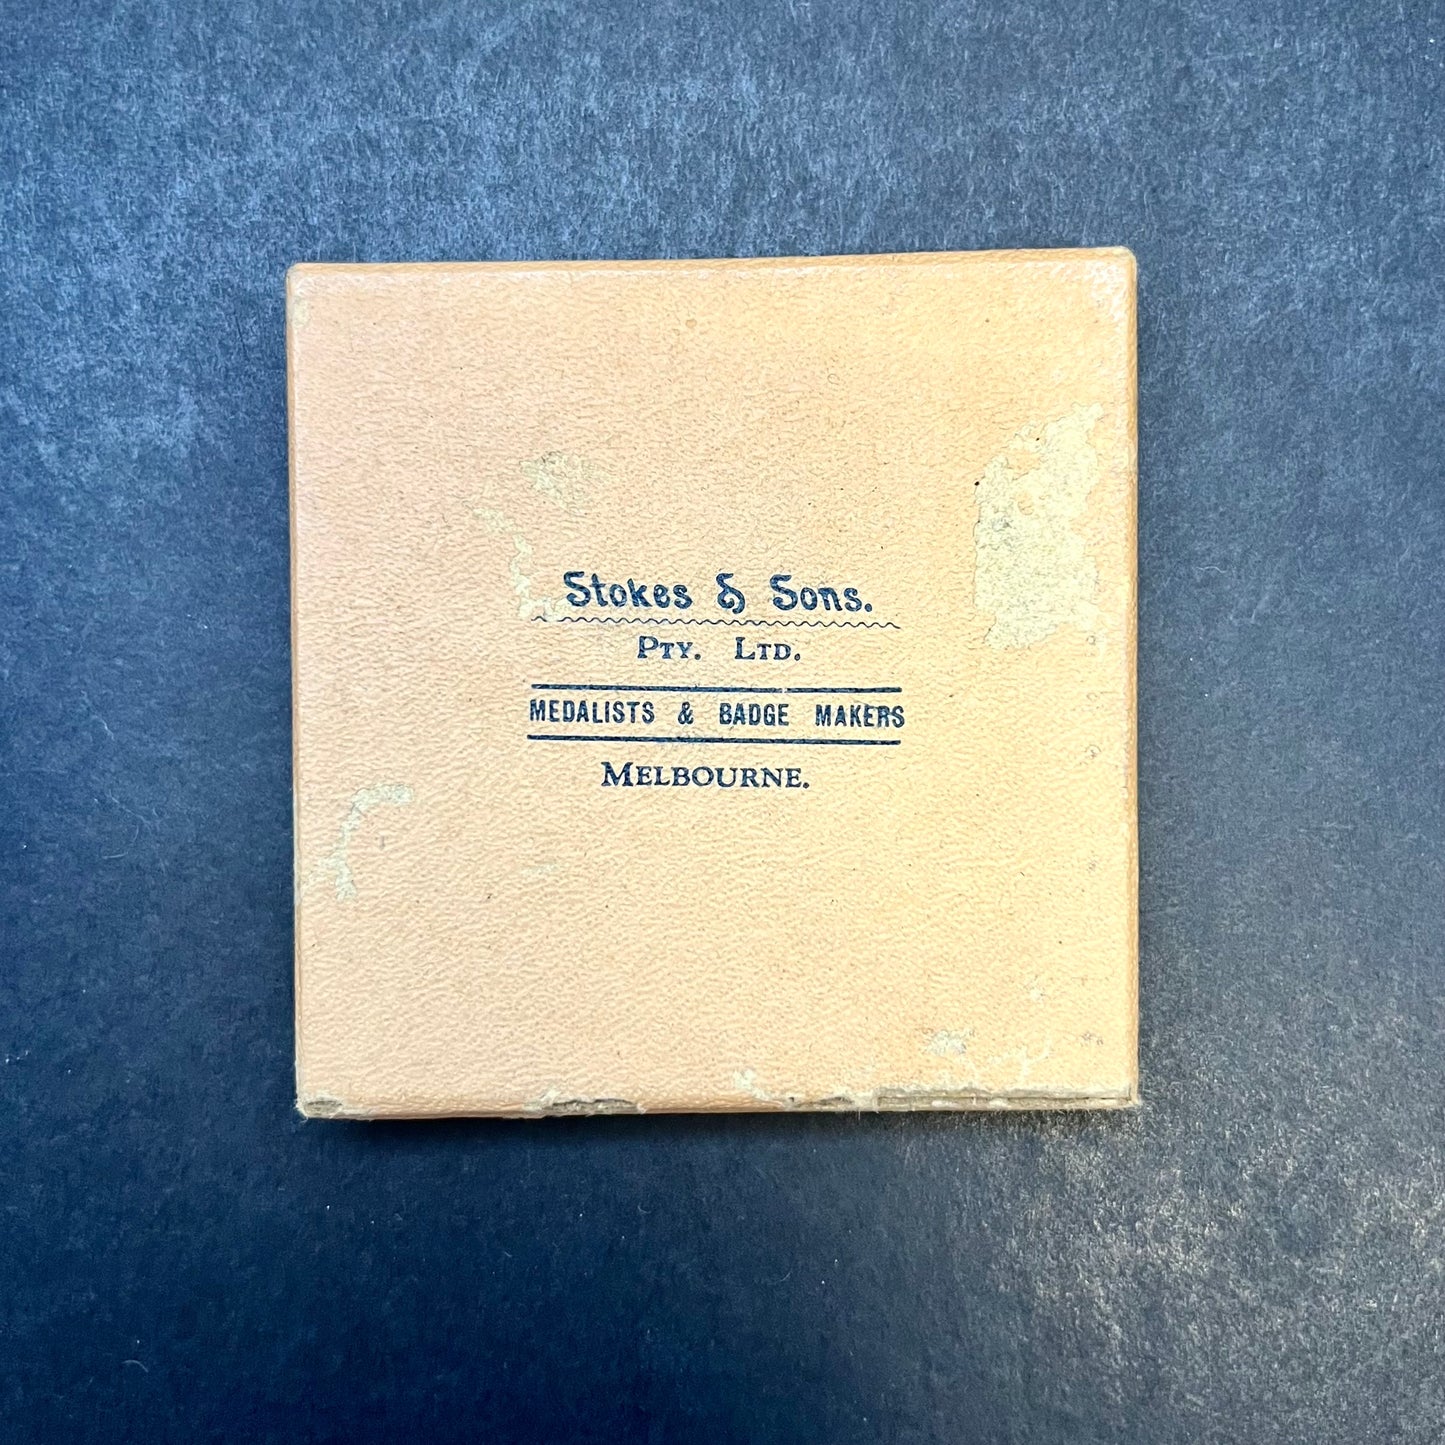 Stokes & Sons.
Pty. Ltd.
MEDALISTS & BADGE MAKERS
Melbourne.